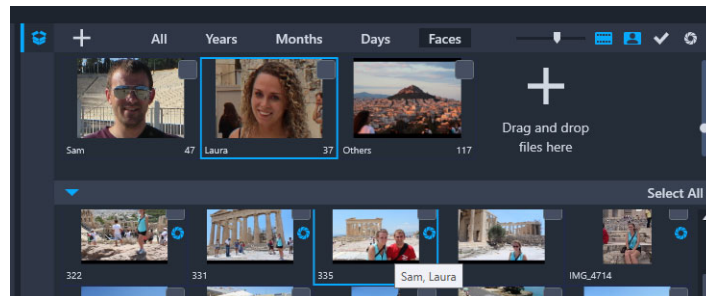 All Years Months Days Faces
Sam 47 Laura 37 Others 117
Drag and drop
files here
Select All
322 331 335 IMG_4714
Sam, Laura